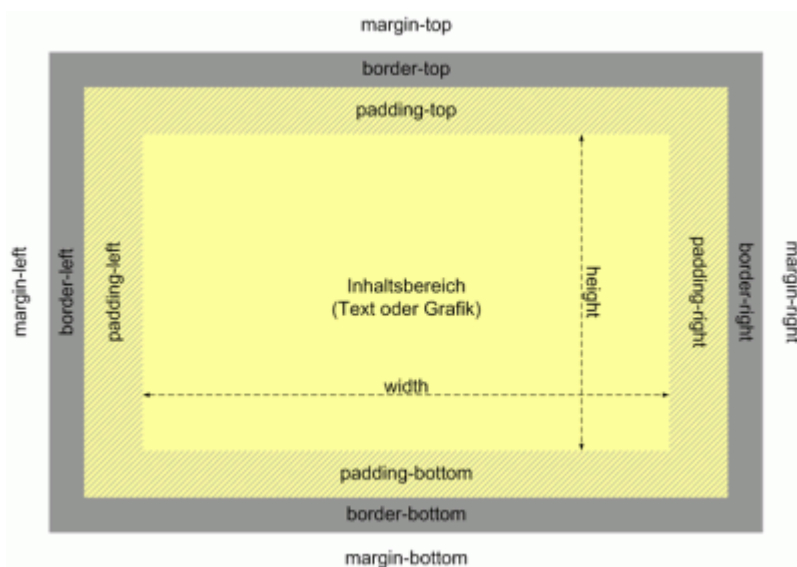 margin-top
border-top
padding-top
margin-left
border-left
padding-left
Inhaltsbereich
(Text oder Grafik)
height
padding-right
border-right
margin-right
width
padding-bottom
border-bottom
margin-bottom